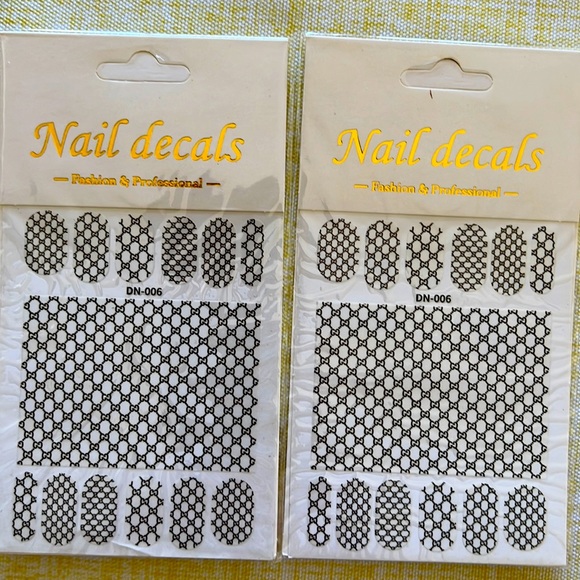 Nail decals
— Fashion & Professional —
DN-006
Nail decals
— Fashion & Professional —
DN-006